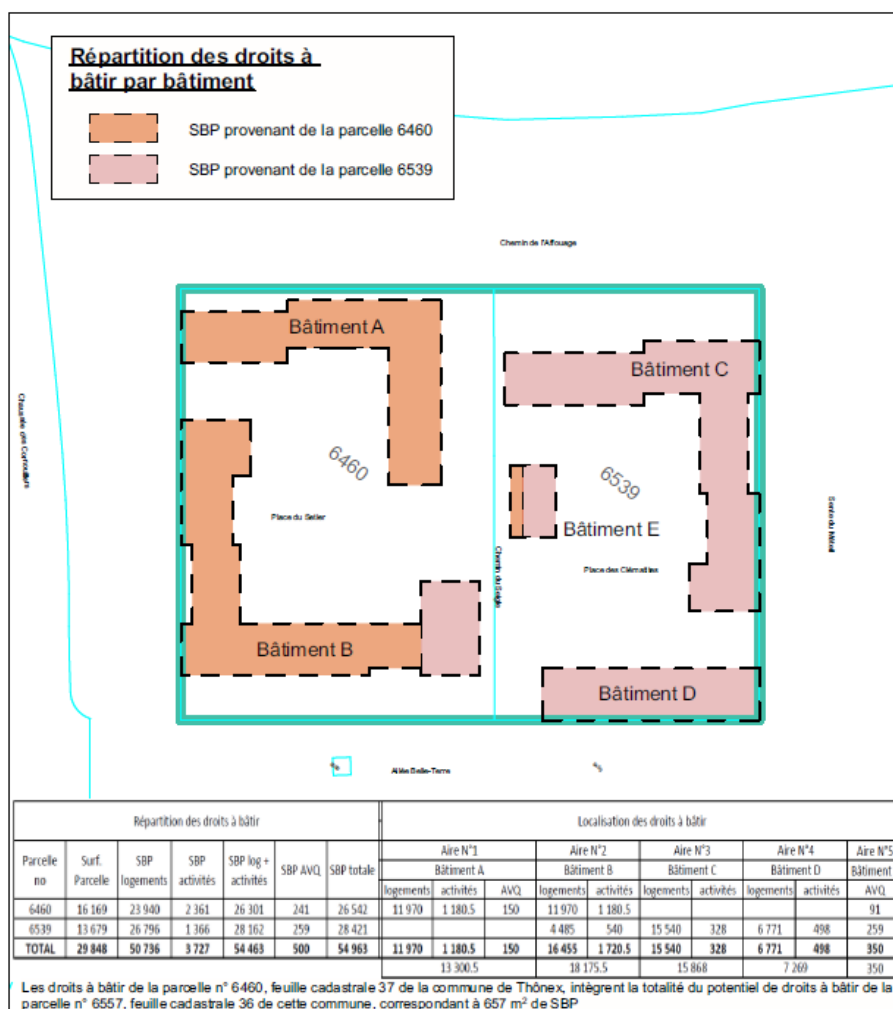 Répartition des droits à
bâtir par bâtiment
SBP provenant de la parcelle 6460
SBP provenant de la parcelle 6539
Chemin de l'Affouage
Bâtiment A
Bâtiment C
6460
6539
Place du Setier
Bâtiment E
Place des Clématites
Chemin du Seigle
Sente du Méteil
Bâtiment B
Bâtiment D
Allée Belle-Terre
Répartition des droits à bâtir Localisation des droits à bâtir
Parcelle no Surf. Parcelle SBP logements SBP activités SBP log + activités SBP AVQ SBP totale Aire N°1 Aire N°2 Aire N°3 Aire N°4 Aire N°5
Bâtiment A Bâtiment B Bâtiment C Bâtiment D Bâtiment
logements activités AVQ logements activités logements activités logements activités AVQ
6460 16 169 23 940 2 361 26 301 241 26 542 11 970 1 180.5 150 11 970 1 180.5 91
6539 13 679 26 796 1 366 28 162 259 28 421 4 485 540 15 540 328 6 771 498 259
TOTAL 29 848 50 736 3 727 54 463 500 54 963 11 970 1 180.5 150 16 455 1 720.5 15 540 328 6 771 498 350
13 300.5 18 175.5 15 868 7 269 350
Les droits à bâtir de la parcelle n° 6460, feuille cadastrale 37 de la commune de Thônex, intègrent la totalité du potentiel de droits à bâtir de la
parcelle n° 6557, feuille cadastrale 36 de cette commune, correspondant à 657 m² de SBP